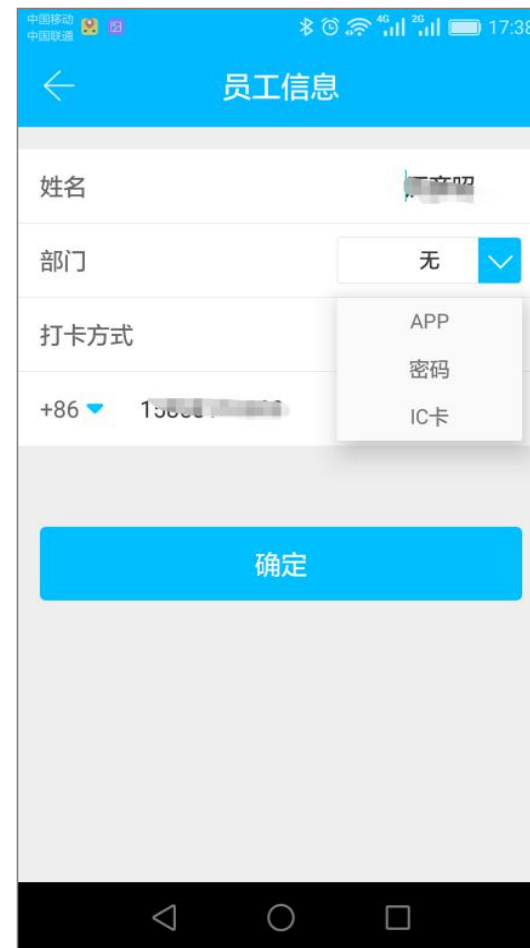 中国移动
中国联通
4G 2G 17:38
员工信息
姓名
部门 无
打卡方式
APP
密码
IC卡
+86
确定